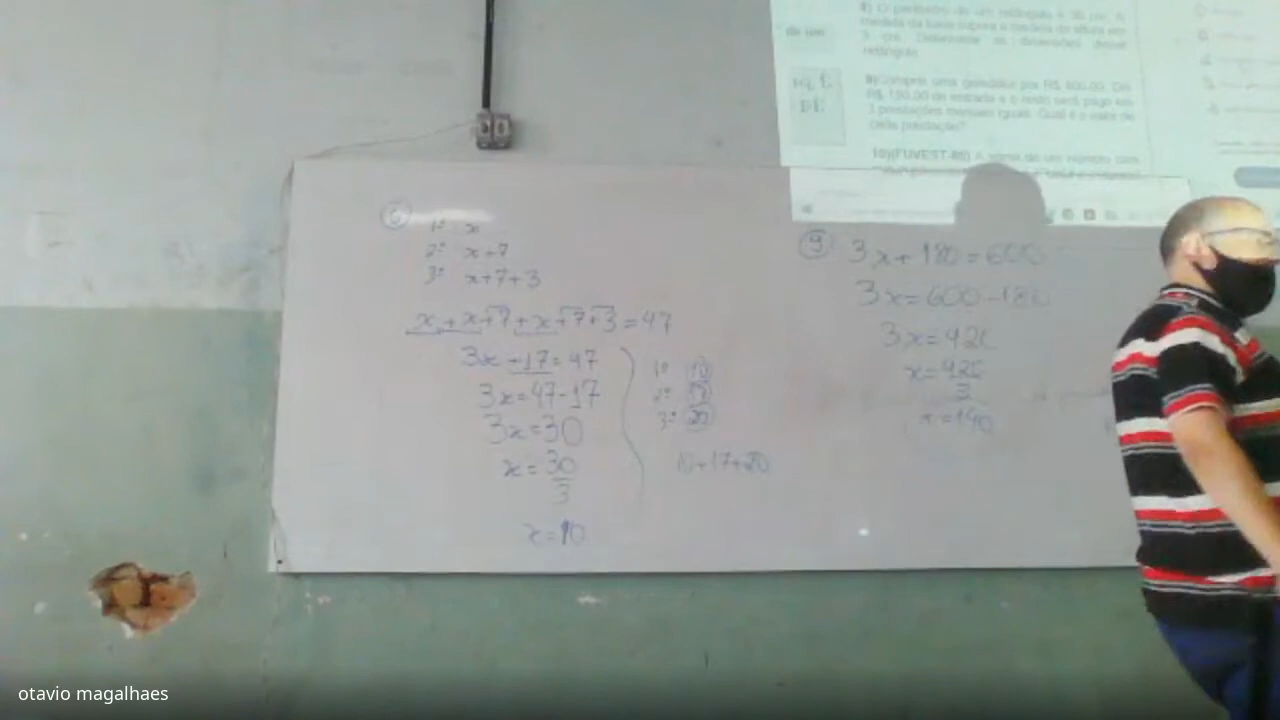 8) O perímetro de um retângulo é
medida da base supera a medida da altura em
3 cm. Determine as dimensões desse
retângulo.
de um
9) Comprei uma geladeira por R$ 600,00. Dei
R$ 180,00 de entrada e o resto será pago em
3 prestações mensais iguais. Qual é o valor de
cada prestação?
10) (FUVEST-85) A soma de um número com
6
1º x
2º x+7
3º x+7+3
x+x+7+x+7+3=47
3x+17=47
3x=47-17
3x=30
x=30
3
x=10
1º 10
2º 17
3º 20
10+17+20
9 3x+180=600
3x=600-180
3x=420
x=420
3
x=140
otavio magalhaes